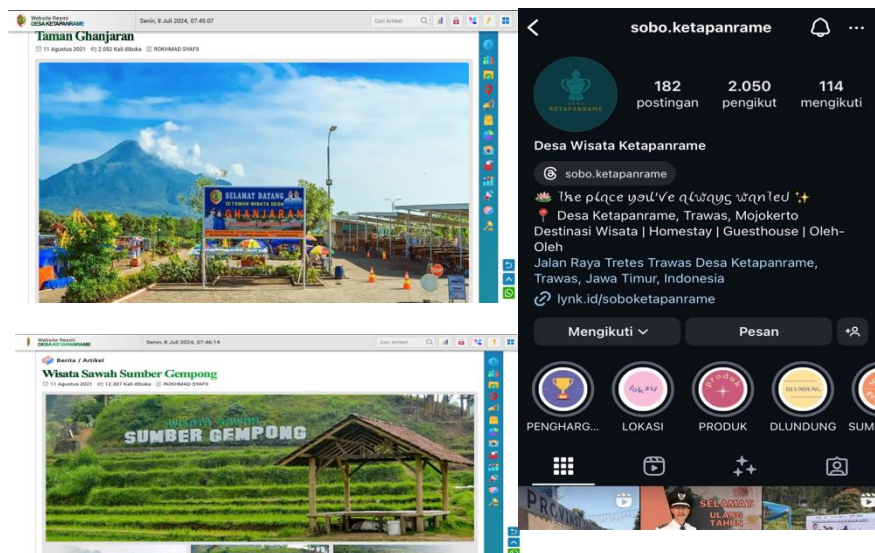 Website Resmi
DESA KETAPANRAME
Senin, 8 Juli 2024, 07:45:07
Cari Artikel
Taman Ghanjaran
11 Agustus 2021 2.052 Kali dibuka ROKHMAD SYAFII
SELAMAT DATANG
DI TAMAN WISATA DESA
GHANJARAN
Website Resmi
DESA KETAPANRAME
Senin, 8 Juli 2024, 07:46:14
Cari Artikel
Berita / Artikel
Wisata Sawah Sumber Gempong
11 Agustus 2021 12.307 Kali dibuka ROKHMAD SYAFII
WISATA SAWAH
SUMBER GEMPONG
sobo.ketapanrame
SOBO
KETAPANRAME
182
postingan
2.050
pengikut
114
mengikuti
Desa Wisata Ketapanrame
sobo.ketapanrame
The place you've always wanted
Desa Ketapanrame, Trawas, Mojokerto
Destinasi Wisata | Homestay | Guesthouse | Oleh-
Oleh
Jalan Raya Tretes Trawas Desa Ketapanrame,
Trawas, Jawa Timur, Indonesia
lynk.id/soboketapanrame
Mengikuti
Pesan
lokasi
produk
DLUNDUNG
PENGHARG...
LOKASI
PRODUK
DLUNDUNG
SUM
PROVINS
SELAMAT
ULANG
TAHUN